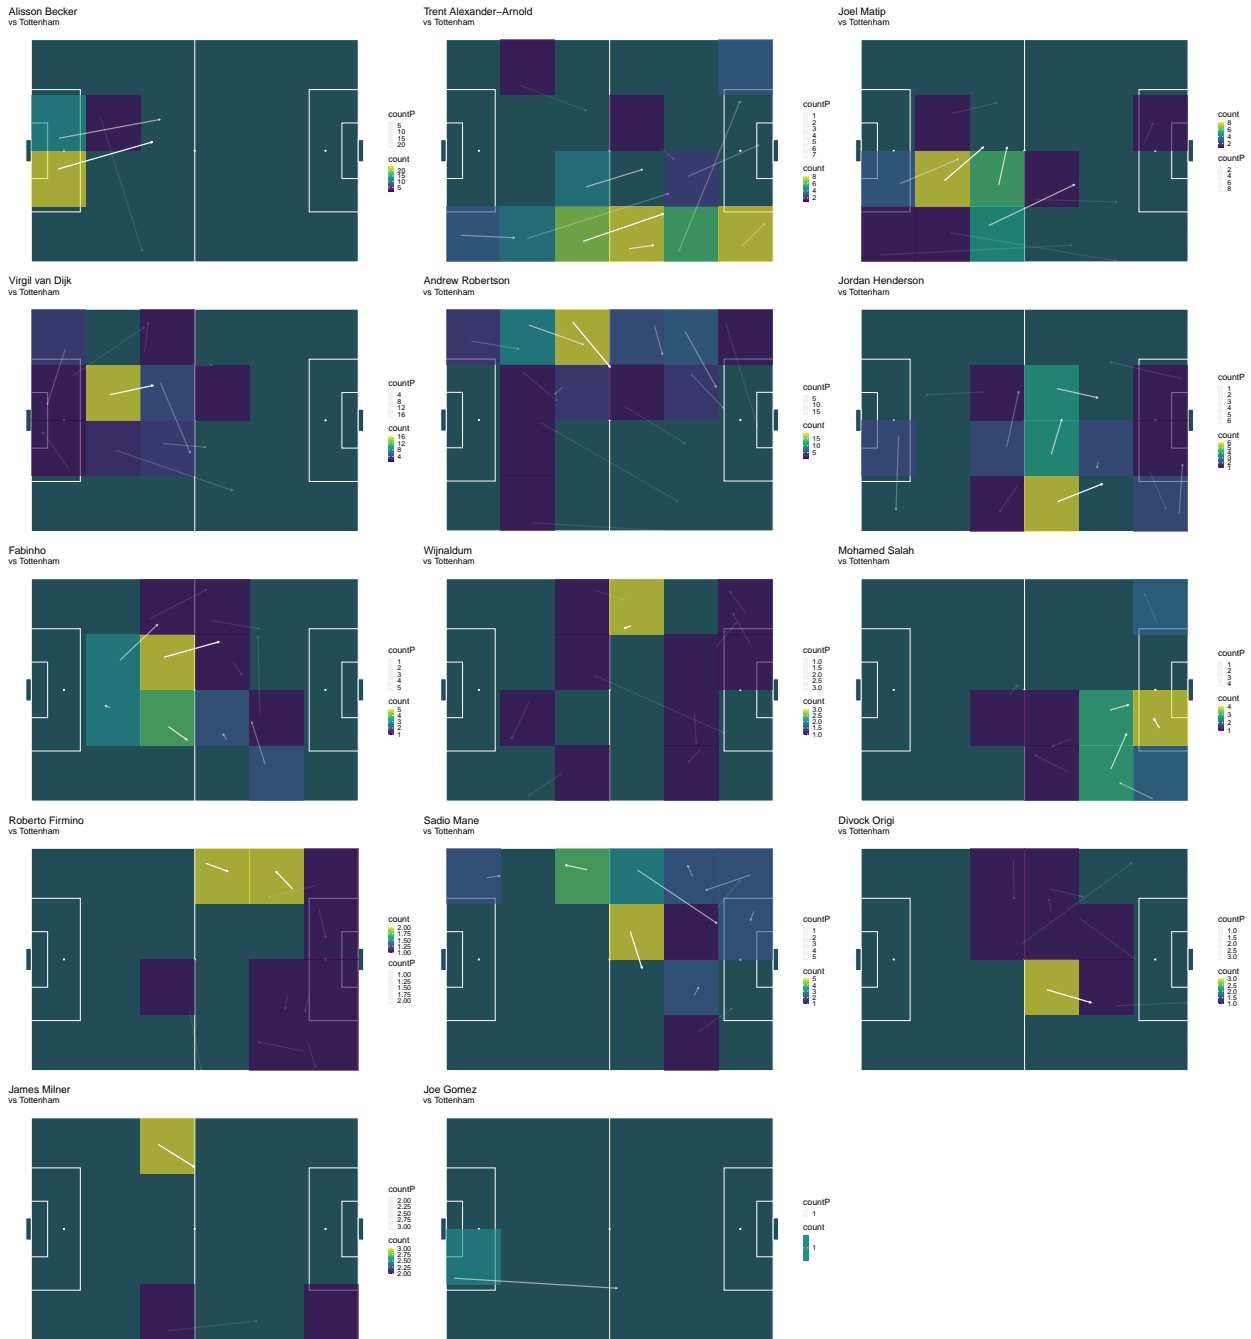 Alisson Becker
vs Tottenham
countP
5
10
15
20
count
20
15
10
5
Trent Alexander−Arnold
vs Tottenham
countP
1
2
3
4
5
6
7
count
8
6
4
2
Joel Matip
vs Tottenham
count
8
6
4
2
countP
2
4
6
8
Virgil van Dijk
vs Tottenham
countP
4
8
12
16
count
16
12
8
4
Andrew Robertson
vs Tottenham
countP
5
10
15
count
15
10
5
Jordan Henderson
vs Tottenham
countP
1
2
3
4
5
6
count
6
5
4
3
2
1
Fabinho
vs Tottenham
countP
1
2
3
4
5
count
5
4
3
2
1
Wijnaldum
vs Tottenham
countP
1.0
1.5
2.0
2.5
3.0
count
3.0
2.5
2.0
1.5
1.0
Mohamed Salah
vs Tottenham
countP
1
2
3
4
count
4
3
2
1
Roberto Firmino
vs Tottenham
count
2.00
1.75
1.50
1.25
1.00
countP
1.00
1.25
1.50
1.75
2.00
Sadio Mane
vs Tottenham
countP
1
2
3
4
5
count
5
4
3
2
1
Divock Origi
vs Tottenham
countP
1.0
1.5
2.0
2.5
3.0
count
3.0
2.5
2.0
1.5
1.0
James Milner
vs Tottenham
countP
2.00
2.25
2.50
2.75
3.00
count
3.00
2.75
2.50
2.25
2.00
Joe Gomez
vs Tottenham
countP
1
count
1